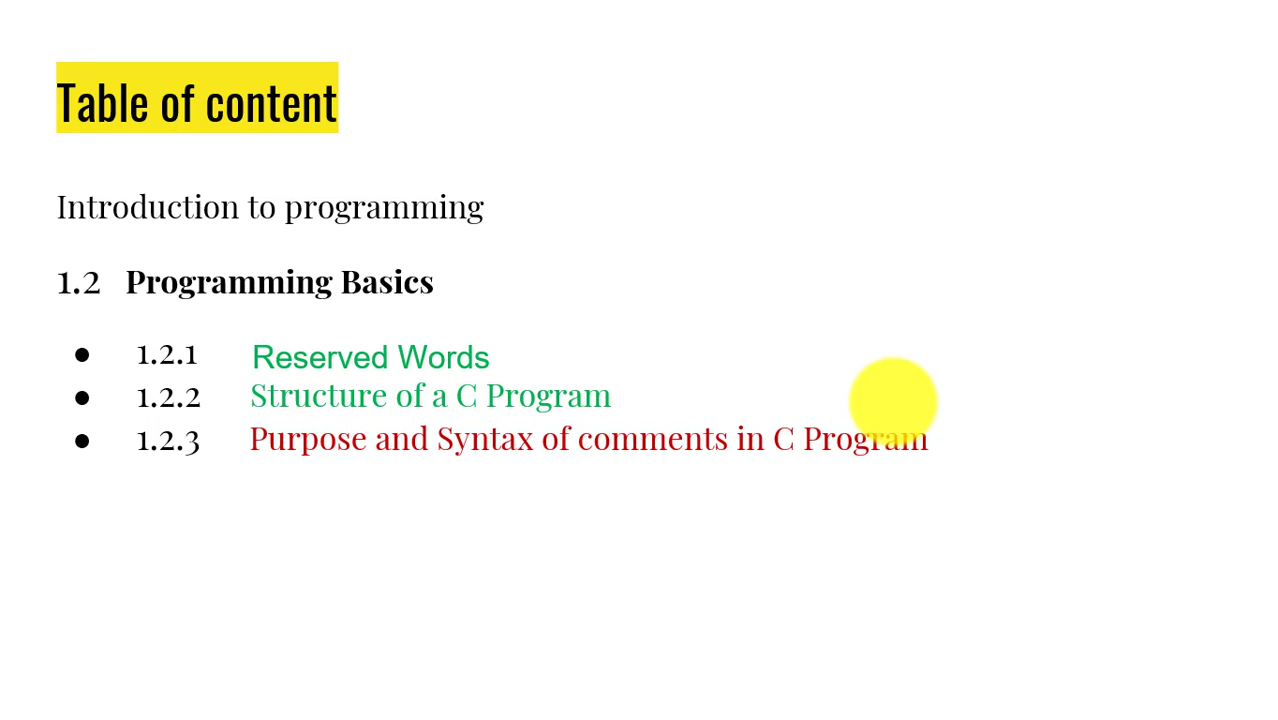 Table of content
Introduction to programming
1.2 Programming Basics
● 1.2.1 Reserved Words
● 1.2.2 Structure of a C Program
● 1.2.3 Purpose and Syntax of comments in C Program